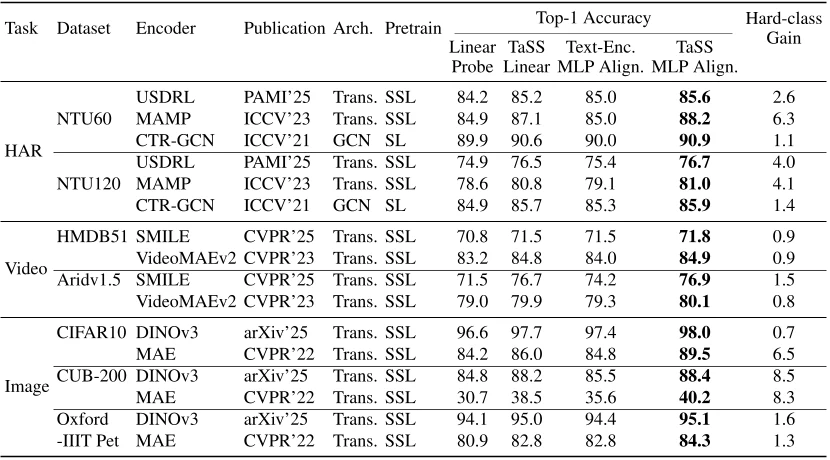 Task Dataset Encoder Publication Arch. Pretrain Top-1 Accuracy Hard-class Gain
Linear Probe TaSS Linear Text-Enc. MLP Align. TaSS MLP Align.
USDRL PAMI'25 Trans. SSL 84.2 85.2 85.0 85.6 2.6
HAR NTU60 MAMP ICCV'23 Trans. SSL 84.9 87.1 85.0 88.2 6.3
CTR-GCN ICCV'21 GCN SL 89.9 90.6 90.0 90.9 1.1
USDRL PAMI'25 Trans. SSL 74.9 76.5 75.4 76.7 4.0
NTU120 MAMP ICCV'23 Trans. SSL 78.6 80.8 79.1 81.0 4.1
CTR-GCN ICCV'21 GCN SL 84.9 85.7 85.3 85.9 1.4
Video HMDB51 SMILE CVPR'25 Trans. SSL 70.8 71.5 71.5 71.8 0.9
VideoMAEv2 CVPR'23 Trans. SSL 83.2 84.8 84.0 84.9 0.9
Aridv1.5 SMILE CVPR'25 Trans. SSL 71.5 76.7 74.2 76.9 1.5
VideoMAEv2 CVPR'23 Trans. SSL 79.0 79.9 79.3 80.1 0.8
Image CIFAR10 DINOv3 arXiv'25 Trans. SSL 96.6 97.7 97.4 98.0 0.7
MAE CVPR'22 Trans. SSL 84.2 86.0 84.8 89.5 6.5
CUB-200 DINOv3 arXiv'25 Trans. SSL 84.8 88.2 85.5 88.4 8.5
MAE CVPR'22 Trans. SSL 30.7 38.5 35.6 40.2 8.3
Oxford DINOv3 arXiv'25 Trans. SSL 94.1 95.0 94.4 95.1 1.6
-IIIT Pet MAE CVPR'22 Trans. SSL 80.9 82.8 82.8 84.3 1.3